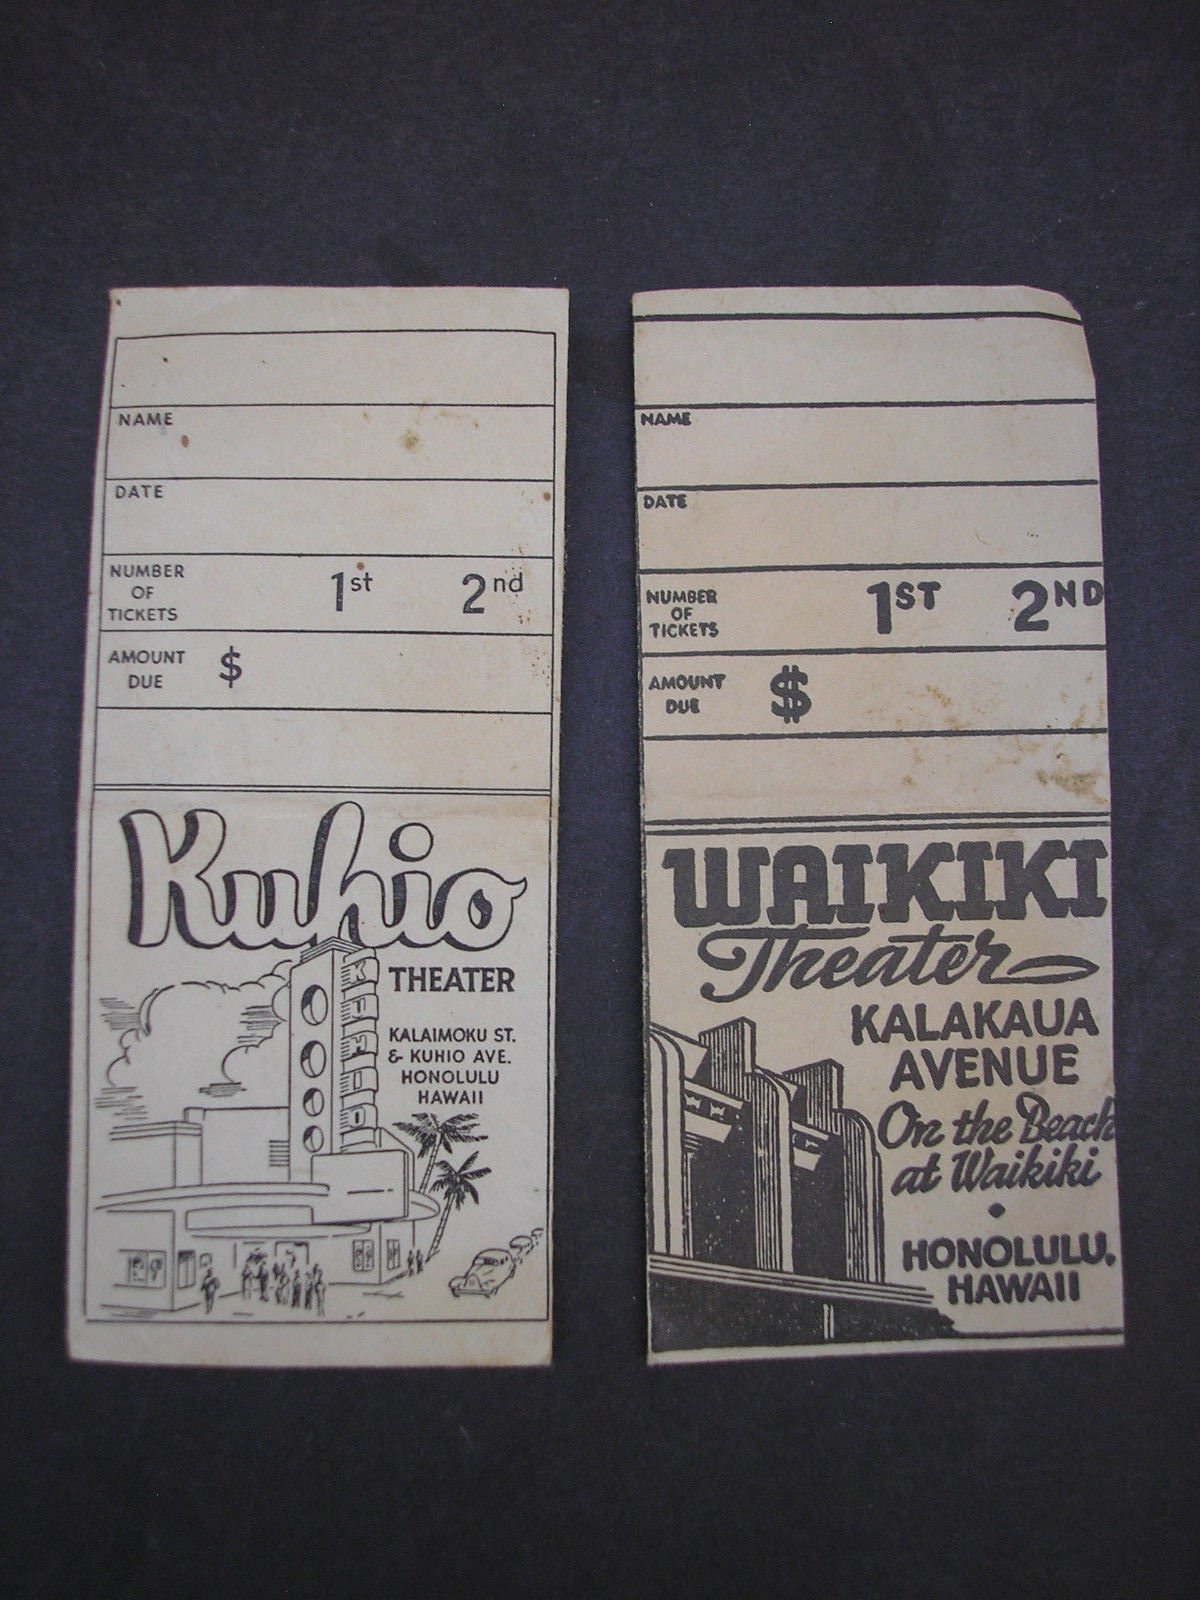 NAME
DATE
NUMBER
OF
TICKETS
1st 2nd
AMOUNT
DUE
$
Kuhio
THEATER
KUHIO
KALAIMOKU ST.
& KUHIO AVE.
HONOLULU
HAWAII
NAME
DATE
NUMBER
OF
TICKETS
1ST 2ND
AMOUNT
DUE
$
WAIKIKI
Theater
KALAKAUA
AVENUE
On the Beach
at Waikiki
•
HONOLULU.
HAWAII